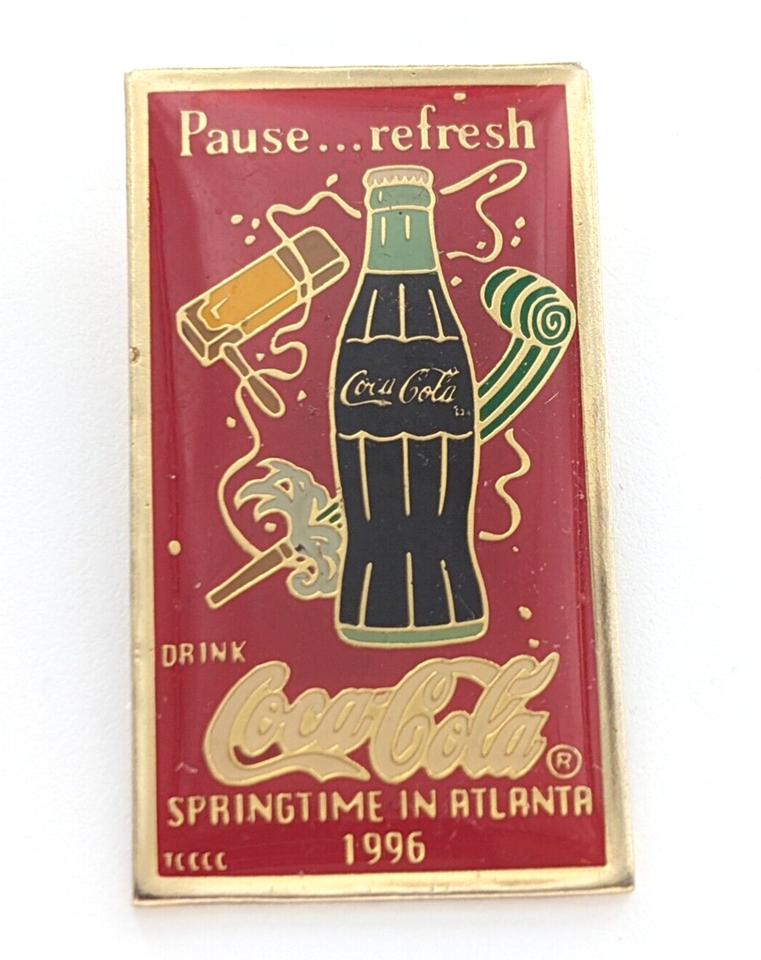 Pause...refresh
Coca-Cola
DRINK
Coca-Cola ®
SPRINGTIME IN ATLANTA
1996
TCCCC